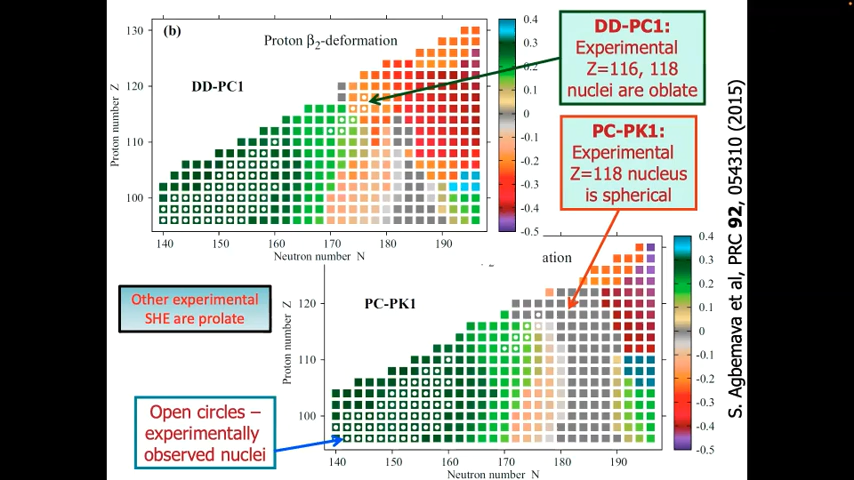 (b)
Proton β2-deformation
DD-PC1
Proton number Z
130
120
110
100
140
150
160
170
180
190
Neutron number N
0.4
0.3
0.2
0.1
0
-0.1
-0.2
-0.3
-0.4
-0.5
DD-PC1:
Experimental
Z=116, 118
nuclei are oblate
PC-PK1:
Experimental
Z=118 nucleus
is spherical
S. Agbemava et al, PRC 92, 054310 (2015)
Other experimental
SHE are prolate
Open circles –
experimentally
observed nuclei
2
ation
PC-PK1
Proton number Z
120
110
100
140
150
160
170
180
190
Neutron number N
0.4
0.3
0.2
0.1
0
-0.1
-0.2
-0.3
-0.4
-0.5